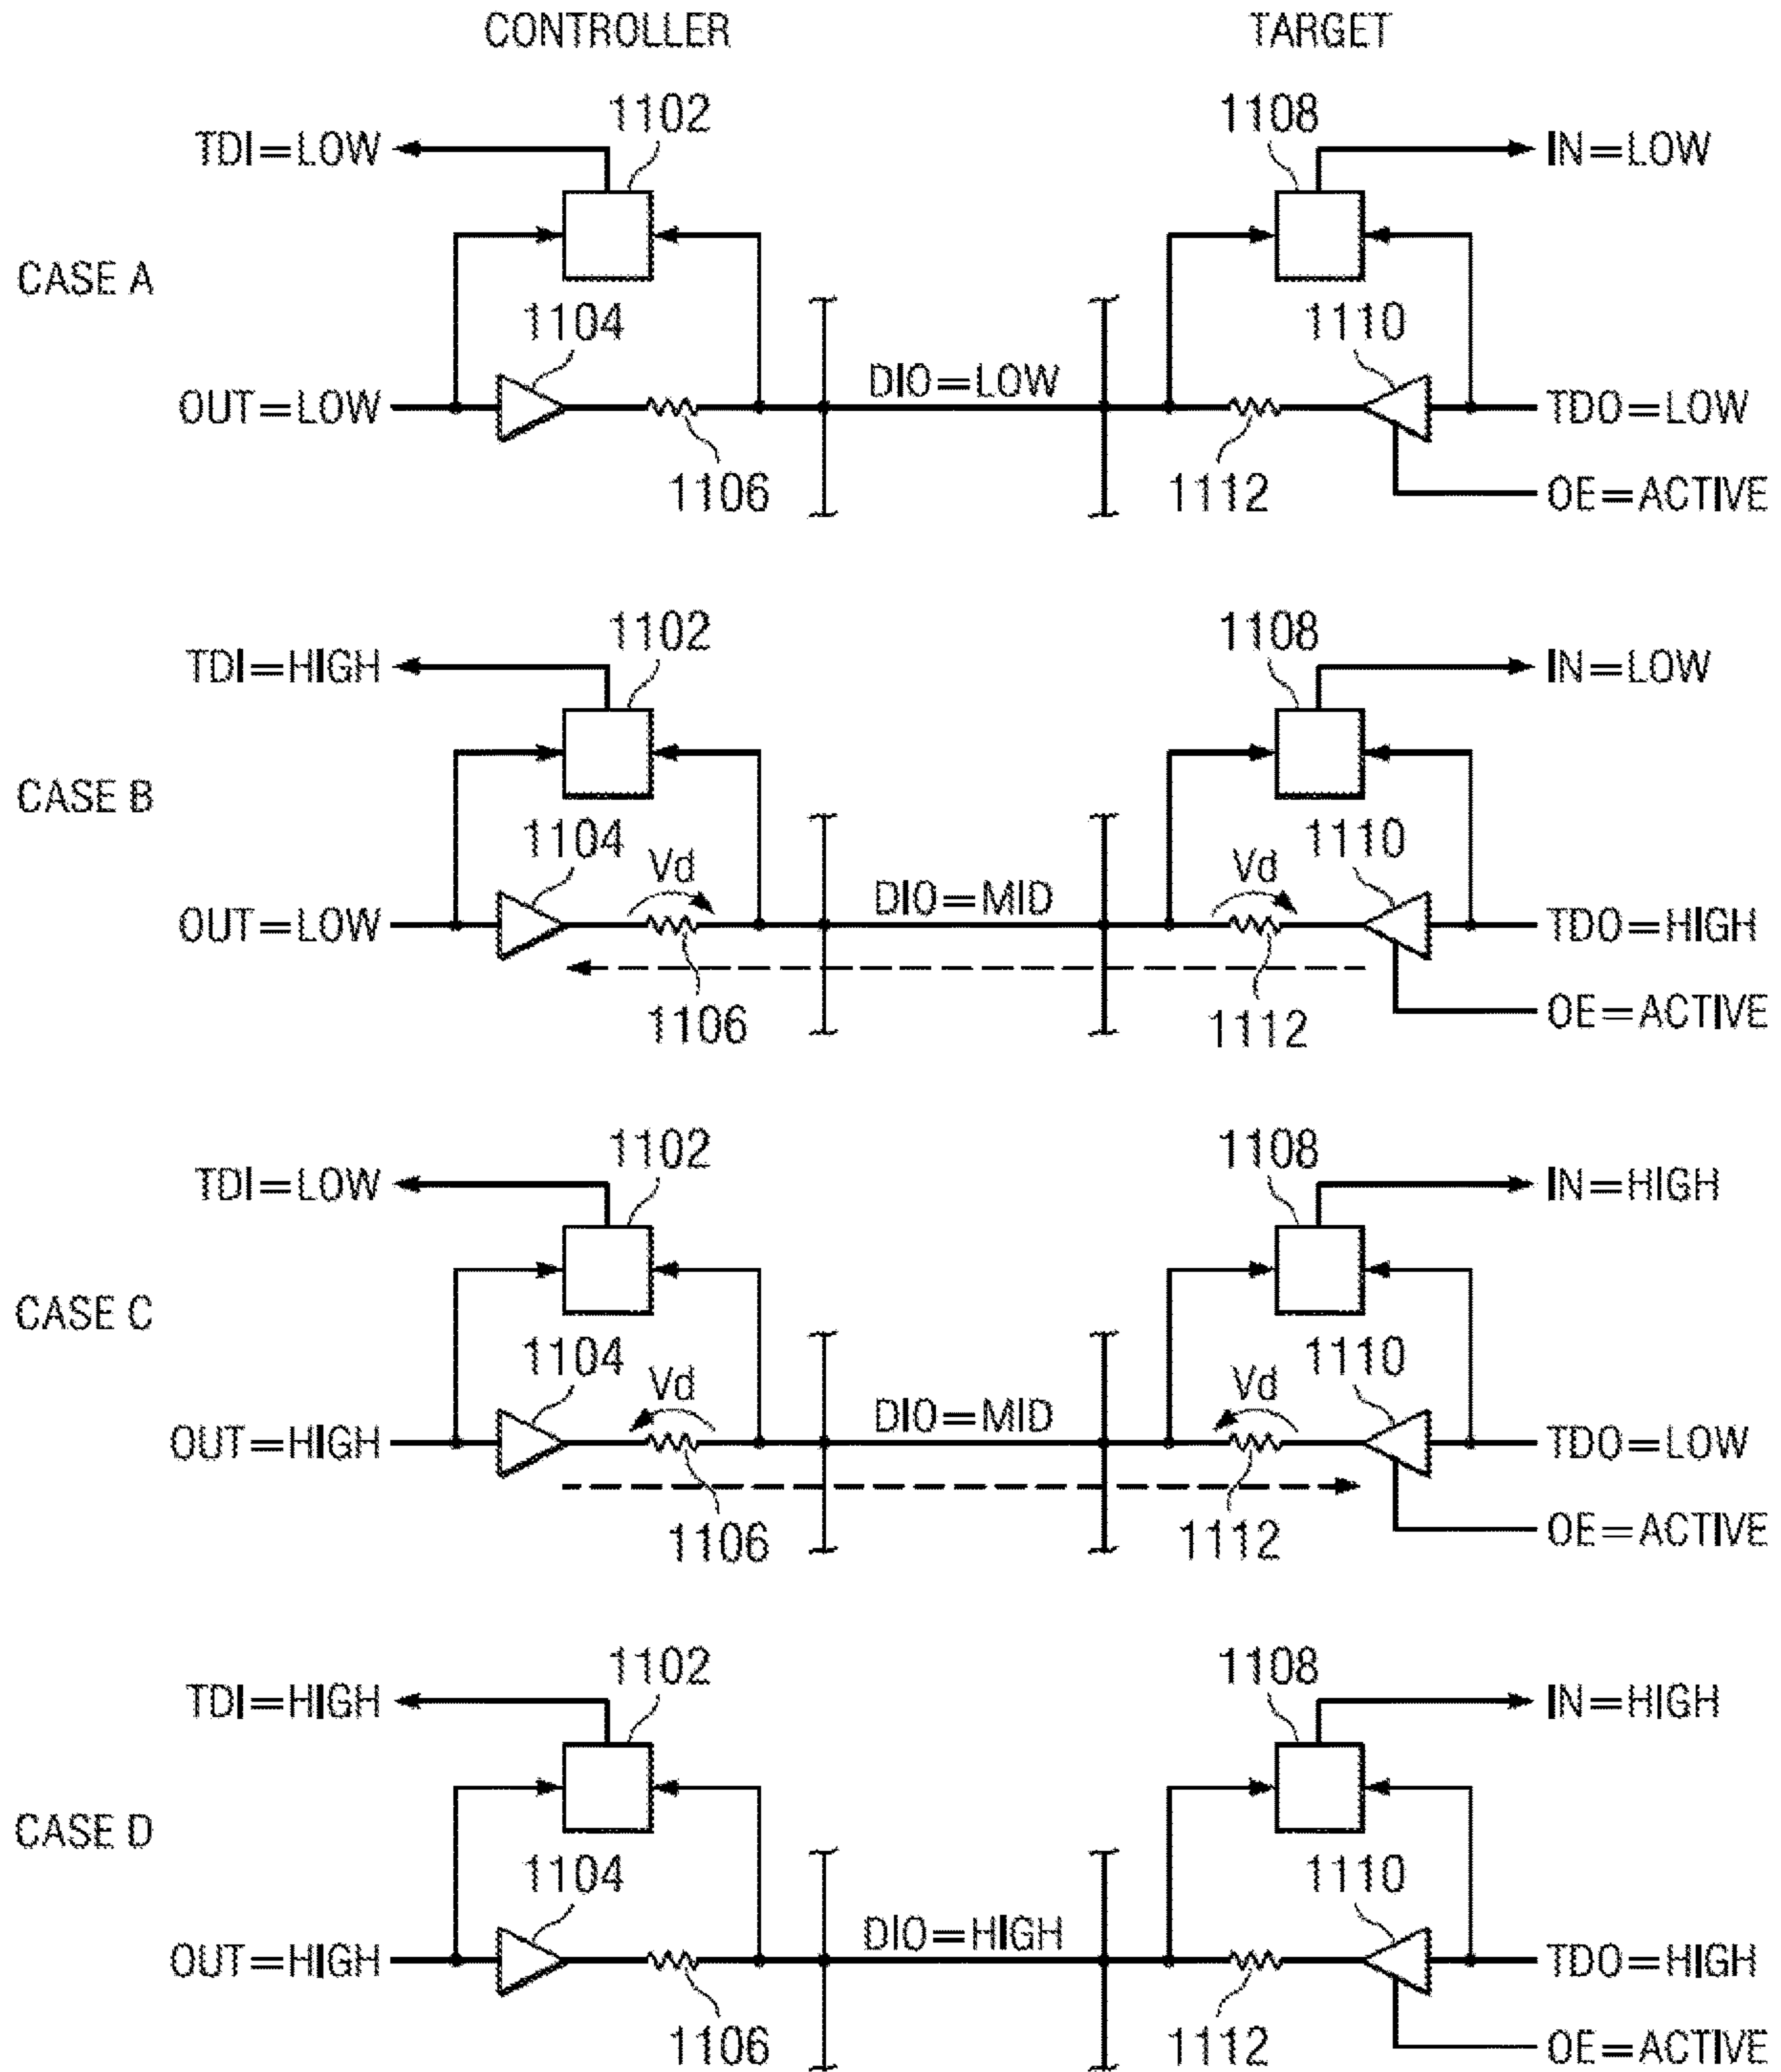 CONTROLLER TARGET
1102 1108
TDI=LOW IN=LOW
CASE A
1104 1110
DIO=LOW
OUT=LOW TDO=LOW
1106 1112 OE=ACTIVE
1102 1108
TDI=HIGH IN=LOW
CASE B
1104 1110
Vd DIO=MID Vd
OUT=LOW TDO=HIGH
1106 1112 OE=ACTIVE
1102 1108
TDI=LOW IN=HIGH
CASE C
1104 1110
Vd DIO=MID Vd
OUT=HIGH TDO=LOW
1106 1112 OE=ACTIVE
1102 1108
TDI=HIGH IN=HIGH
CASE D
1104 1110
DIO=HIGH
OUT=HIGH TDO=HIGH
1106 1112 OE=ACTIVE